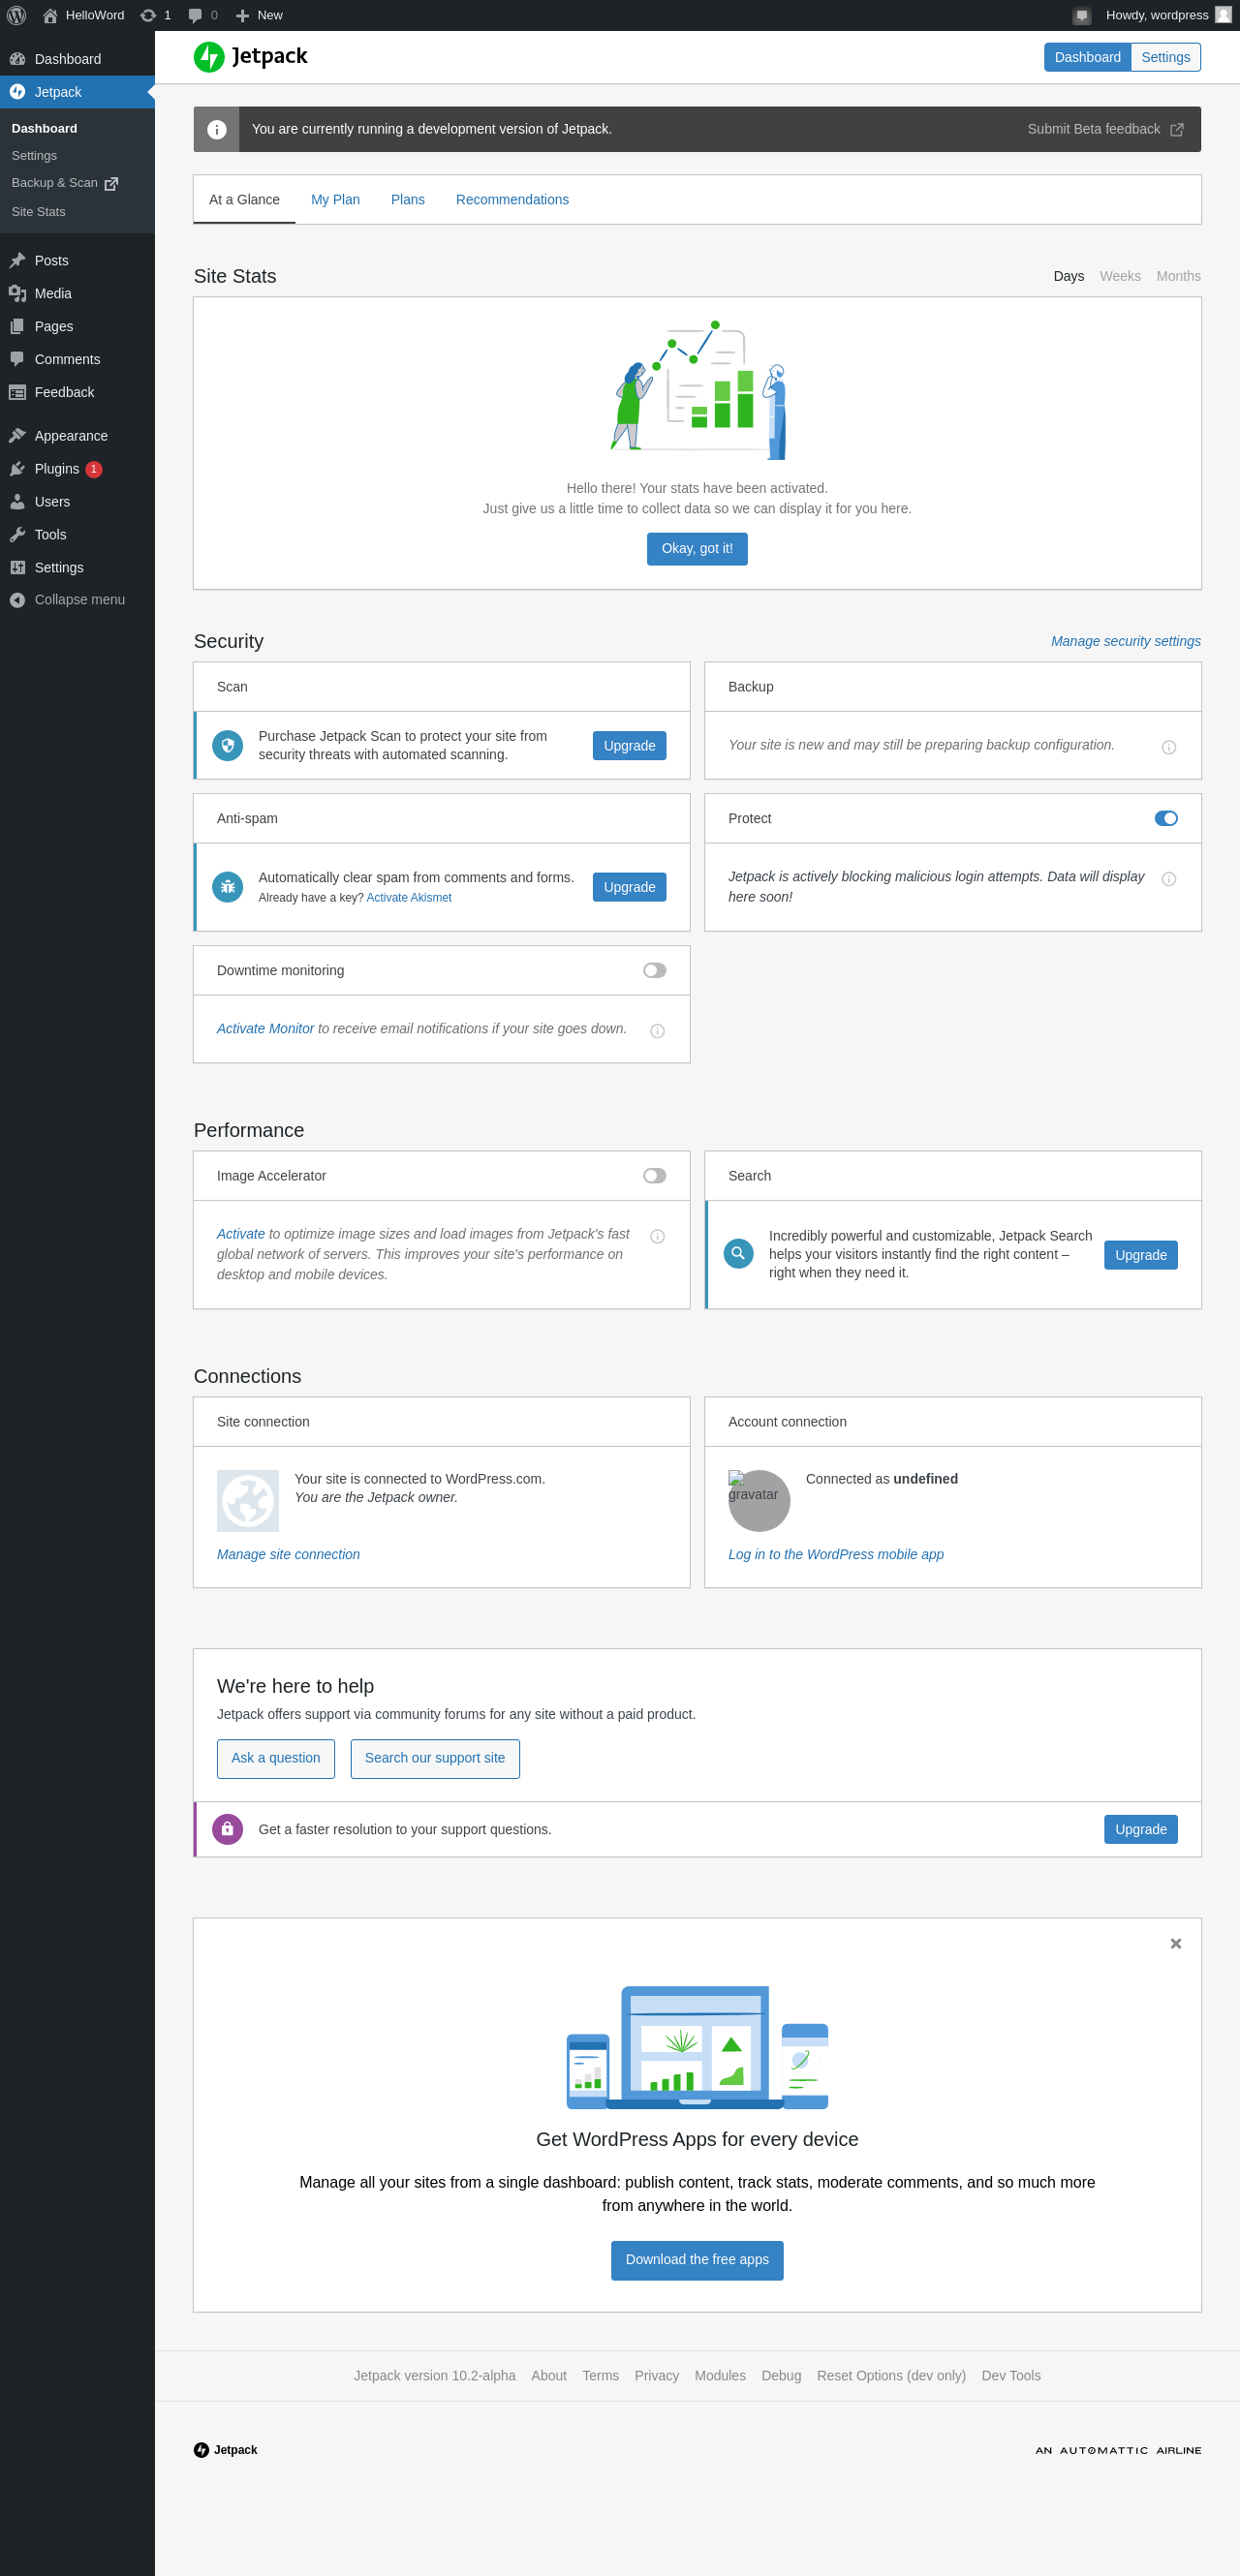 HelloWord
1
0
New
Howdy, wordpress
Dashboard
Jetpack
Dashboard
Settings
Backup & Scan
Site Stats
Posts
Media
Pages
Comments
Feedback
Appearance
Plugins 1
Users
Tools
Settings
Collapse menu
Jetpack
Dashboard
Settings
You are currently running a development version of Jetpack.
Submit Beta feedback
At a Glance
My Plan
Plans
Recommendations
Site Stats
Days
Weeks
Months
Hello there! Your stats have been activated.
Just give us a little time to collect data so we can display it for you here.
Okay, got it!
Security
Manage security settings
Scan
Purchase Jetpack Scan to protect your site from
security threats with automated scanning.
Upgrade
Backup
Your site is new and may still be preparing backup configuration.
Anti-spam
Automatically clear spam from comments and forms.
Already have a key? Activate Akismet
Upgrade
Protect
Jetpack is actively blocking malicious login attempts. Data will display
here soon!
Downtime monitoring
Activate Monitor to receive email notifications if your site goes down.
Performance
Image Accelerator
Activate to optimize image sizes and load images from Jetpack's fast
global network of servers. This improves your site's performance on
desktop and mobile devices.
Search
Incredibly powerful and customizable, Jetpack Search
helps your visitors instantly find the right content –
right when they need it.
Upgrade
Connections
Site connection
Your site is connected to WordPress.com.
You are the Jetpack owner.
Manage site connection
Account connection
gravatar
Connected as undefined
Log in to the WordPress mobile app
We're here to help
Jetpack offers support via community forums for any site without a paid product.
Ask a question
Search our support site
Get a faster resolution to your support questions.
Upgrade
Get WordPress Apps for every device
Manage all your sites from a single dashboard: publish content, track stats, moderate comments, and so much more
from anywhere in the world.
Download the free apps
Jetpack version 10.2-alpha
About
Terms
Privacy
Modules
Debug
Reset Options (dev only)
Dev Tools
Jetpack
AN AUTOMATTIC AIRLINE